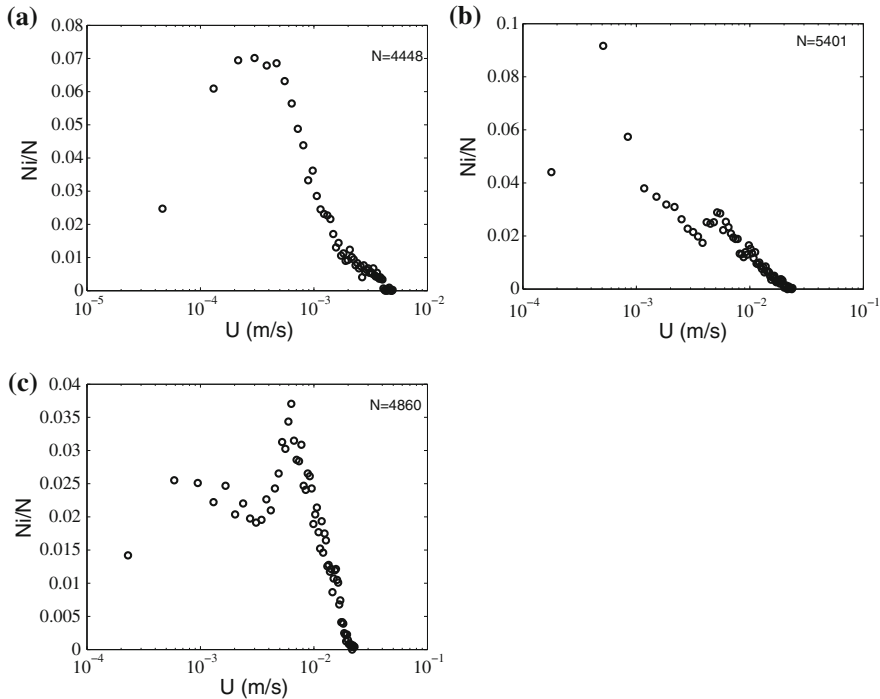 (a)
N=4448
Ni/N
0.08
0.07
0.06
0.05
0.04
0.03
0.02
0.01
0
10⁻⁵ 10⁻⁴ 10⁻³ 10⁻²
U (m/s)
(b)
N=5401
Ni/N
0.1
0.08
0.06
0.04
0.02
0
10⁻⁴ 10⁻³ 10⁻² 10⁻¹
U (m/s)
(c)
N=4860
Ni/N
0.04
0.035
0.03
0.025
0.02
0.015
0.01
0.005
0
10⁻⁴ 10⁻³ 10⁻² 10⁻¹
U (m/s)